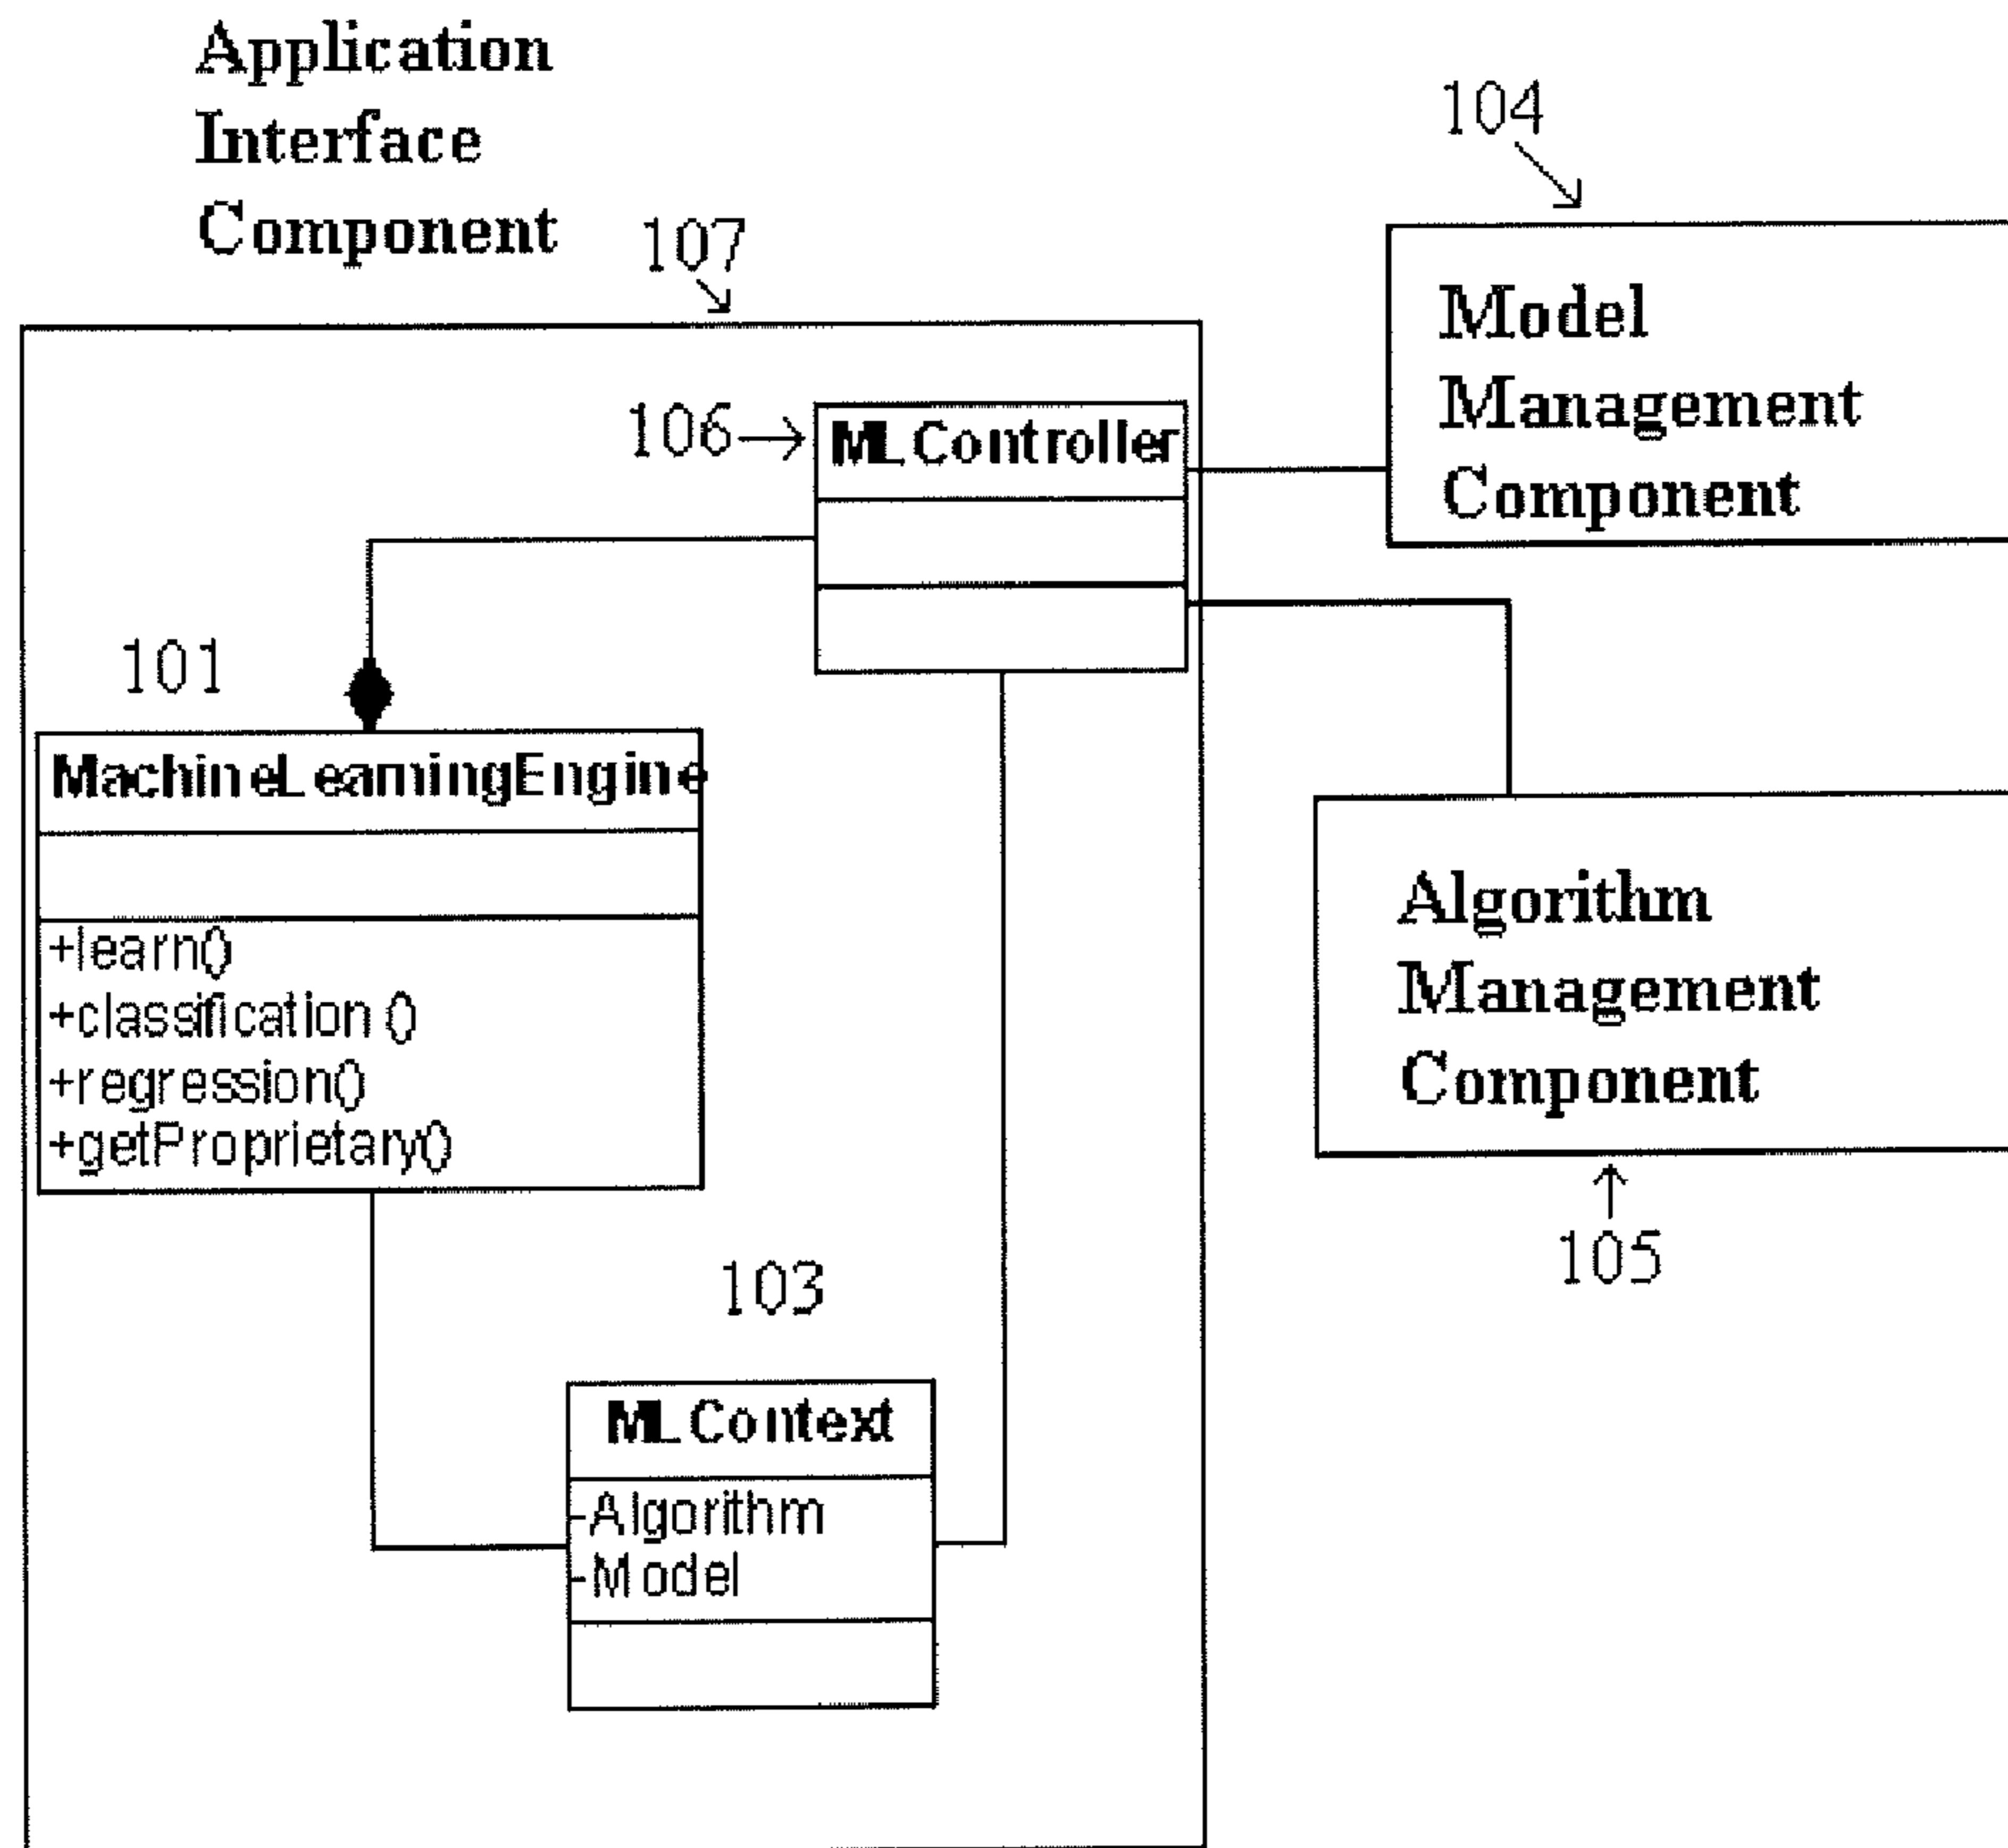 Application
Interface
Component
107
104
Model
Management
Component
106
MLController
101
MachineLearningEngine
+learn()
+classification ()
+regression()
+getProprietary()
Algorithm
Management
Component
105
103
MLContext
-Algorithm
-Model